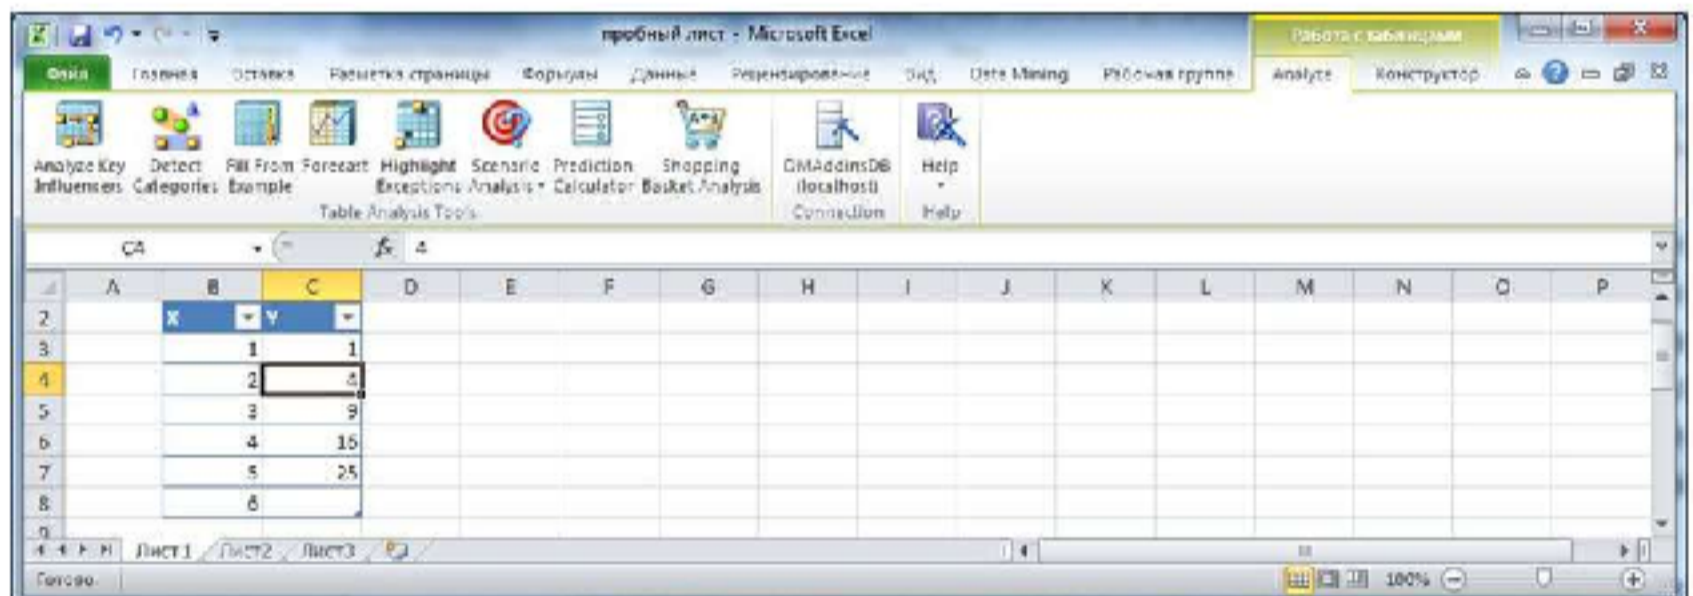 пробный лист - Microsoft Excel
Работа с таблицами
Файл Главная Вставка Разметка страницы Формулы Данные Рецензирование Вид Data Mining Рабочая группа Analyze Конструктор
Analyze Key Influencers
Detect Categories
Fill From Example
Forecast
Highlight Exceptions
Scenario Analysis
Prediction Calculator
Shopping Basket Analysis
DMAddinsDB (localhost)
Help
Table Analysis Tools Connection Help
C4 fx 4
A B C D E F G H I J K L M N O P
2 X Y
3 1 1
4 2 4
5 3 9
6 4 16
7 5 25
8 6
9
Лист1 Лист2 Лист3
Готово 100%